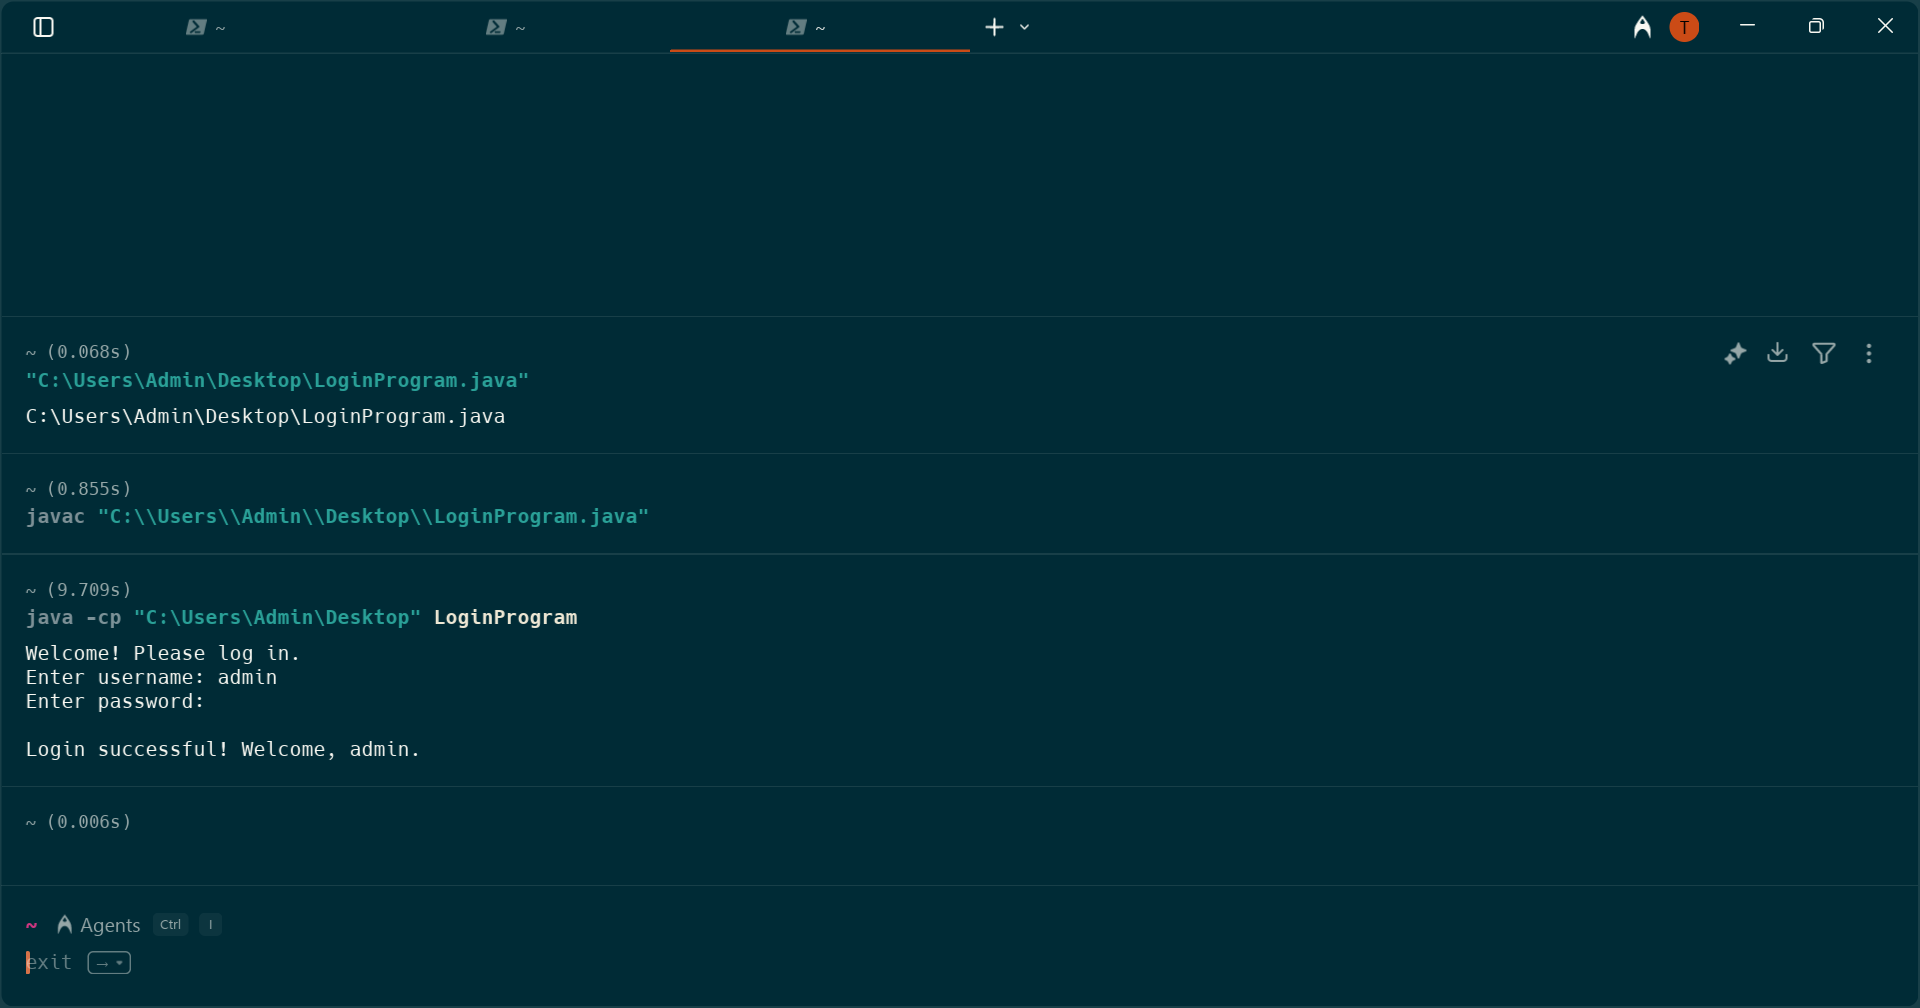 ~ ~ ~ T
~ (0.068s)
"C:\Users\Admin\Desktop\LoginProgram.java"
C:\Users\Admin\Desktop\LoginProgram.java
~ (0.855s)
javac "C:\\Users\\Admin\\Desktop\\LoginProgram.java"
~ (9.709s)
java -cp "C:\Users\Admin\Desktop" LoginProgram
Welcome! Please log in.
Enter username: admin
Enter password:
Login successful! Welcome, admin.
~ (0.006s)
~ Agents Ctrl I
exit